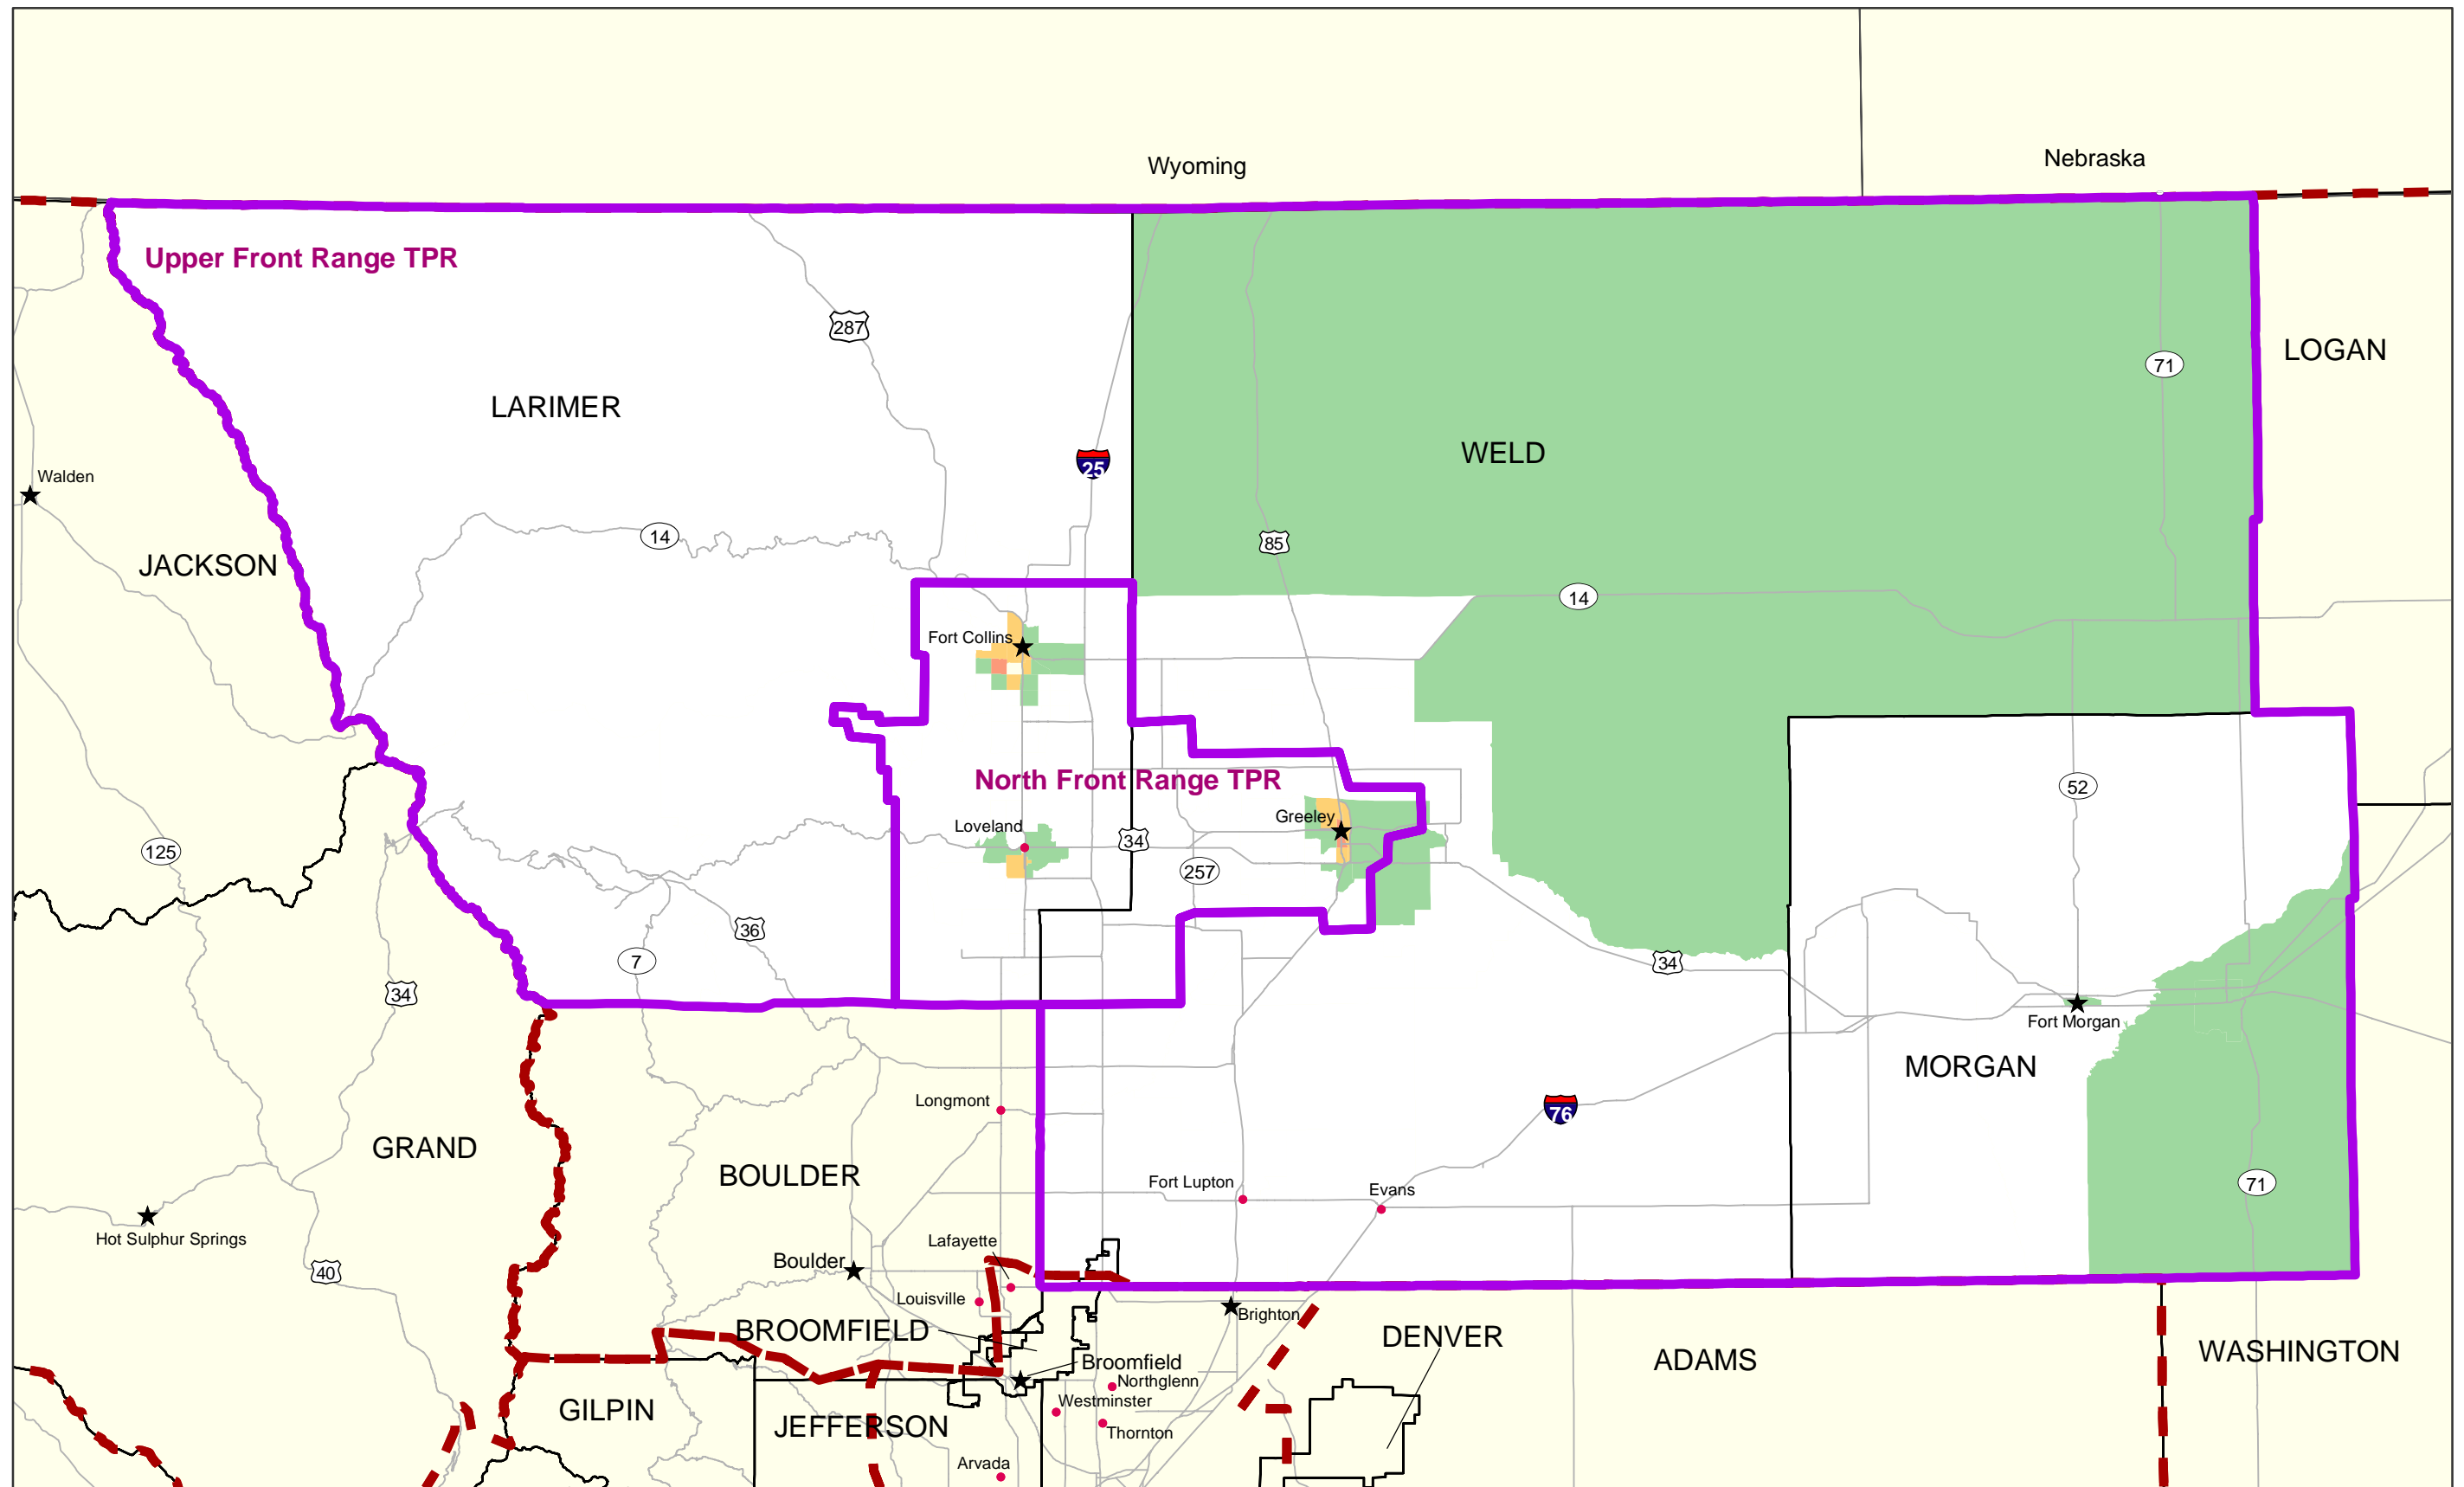 Wyoming
Nebraska
Upper Front Range TPR
287
LOGAN
71
LARIMER
WELD
25
Walden
14
85
JACKSON
14
Fort Collins
North Front Range TPR
52
Loveland
Greeley
34
125
257
36
7
34
34
Fort Morgan
MORGAN
Longmont
76
GRAND
BOULDER
Fort Lupton
Evans
71
Hot Sulphur Springs
Lafayette
Boulder
40
Louisville
Brighton
BROOMFIELD
DENVER
WASHINGTON
ADAMS
Broomfield
Northglenn
Westminster
GILPIN
JEFFERSON
Thornton
Arvada